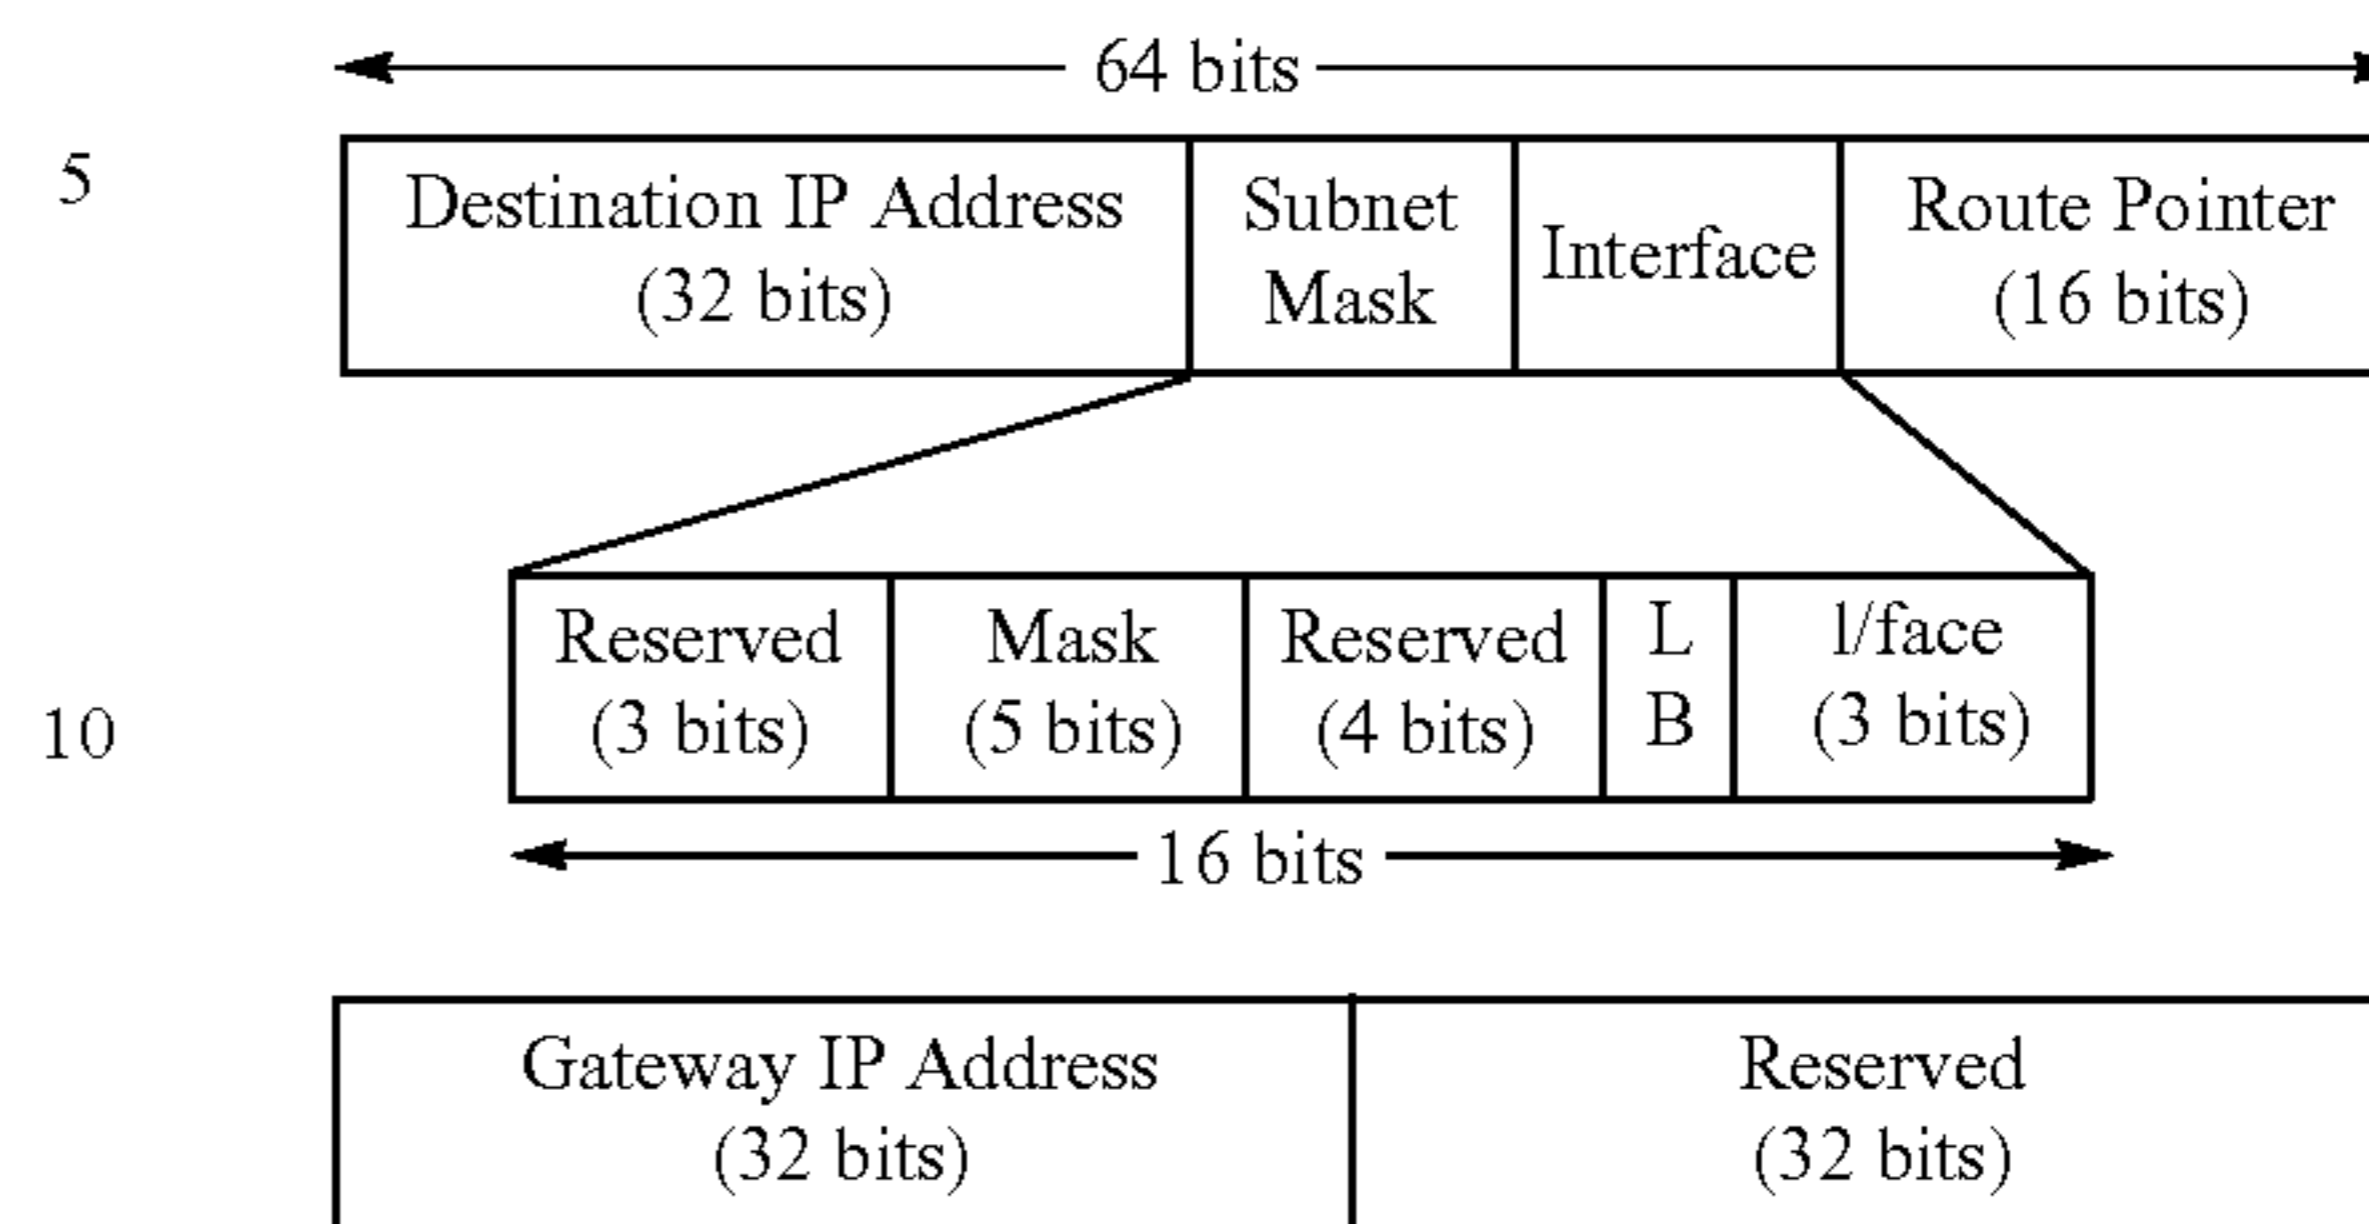 64 bits
5
Destination IP Address
(32 bits)
Subnet
Mask
Interface
Route Pointer
(16 bits)
10
Reserved
(3 bits)
Mask
(5 bits)
Reserved
(4 bits)
L
B
l/face
(3 bits)
16 bits
Gateway IP Address
(32 bits)
Reserved
(32 bits)